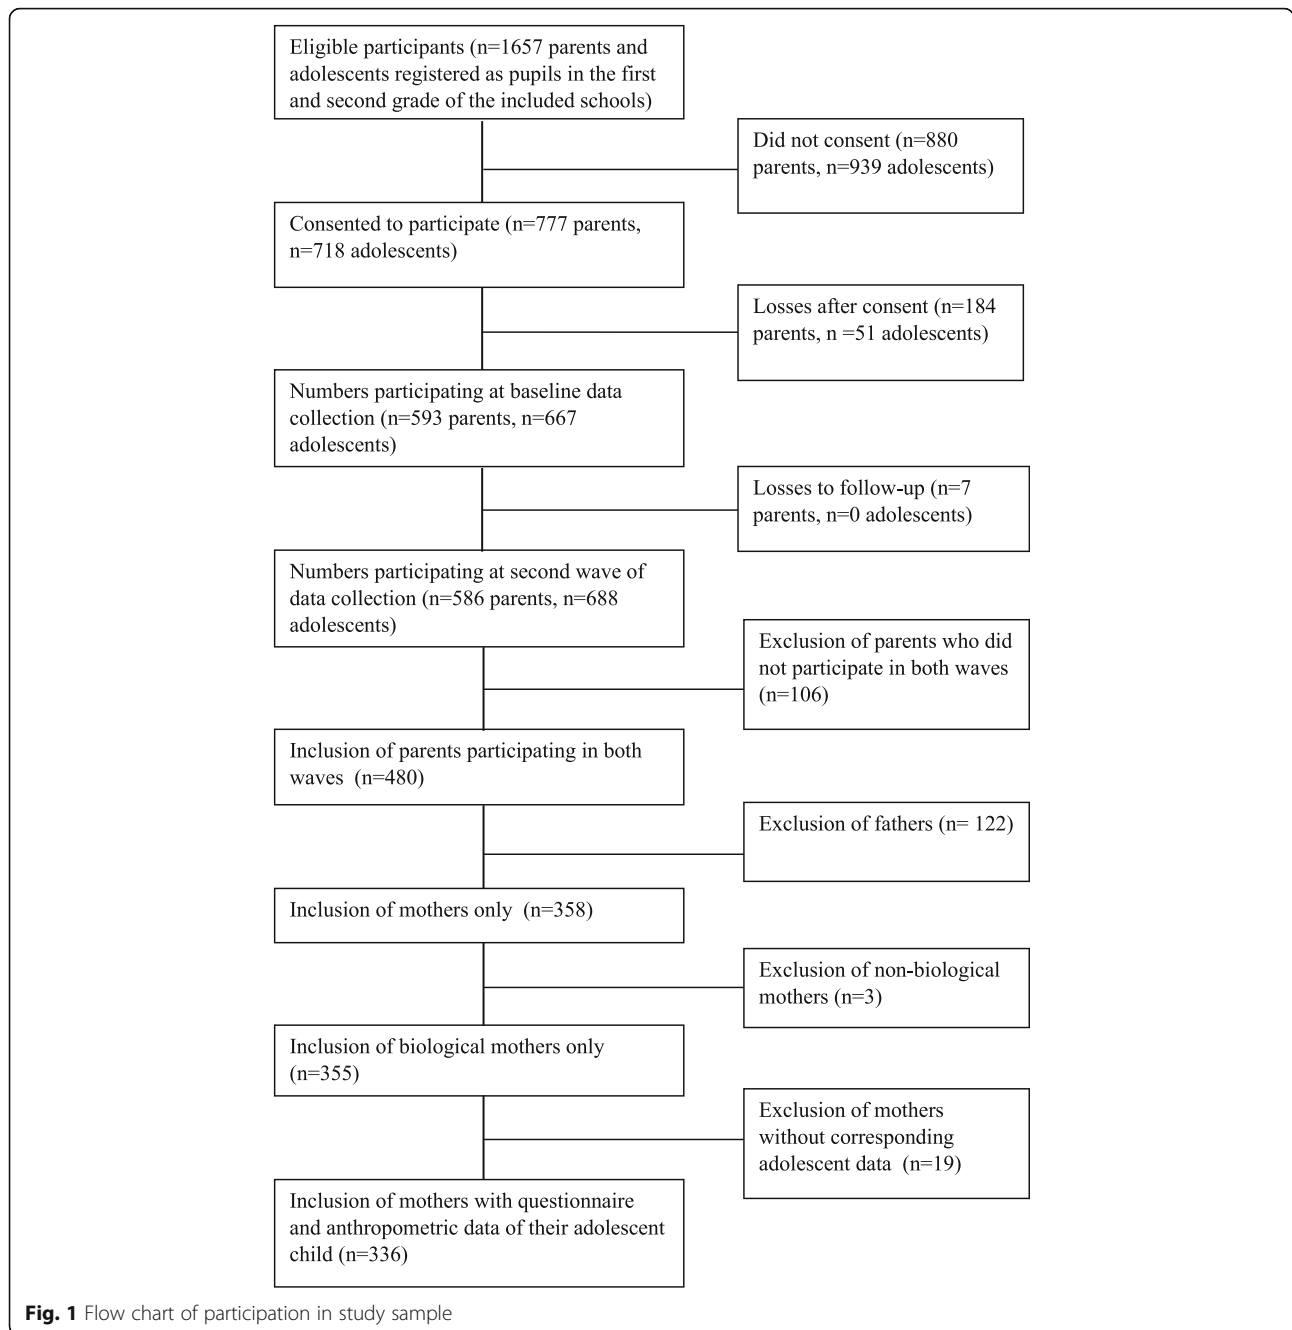 Eligible participants (n=1657 parents and
adolescents registered as pupils in the first
and second grade of the included schools)
Did not consent (n=880
parents, n=939 adolescents)
Consented to participate (n=777 parents,
n=718 adolescents)
Losses after consent (n=184
parents, n =51 adolescents)
Numbers participating at baseline data
collection (n=593 parents, n=667
adolescents)
Losses to follow-up (n=7
parents, n=0 adolescents)
Numbers participating at second wave of
data collection (n=586 parents, n=688
adolescents)
Exclusion of parents who did
not participate in both waves
(n=106)
Inclusion of parents participating in both
waves (n=480)
Exclusion of fathers (n= 122)
Inclusion of mothers only (n=358)
Exclusion of non-biological
mothers (n=3)
Inclusion of biological mothers only
(n=355)
Exclusion of mothers
without corresponding
adolescent data (n=19)
Inclusion of mothers with questionnaire
and anthropometric data of their adolescent
child (n=336)
Fig. 1 Flow chart of participation in study sample